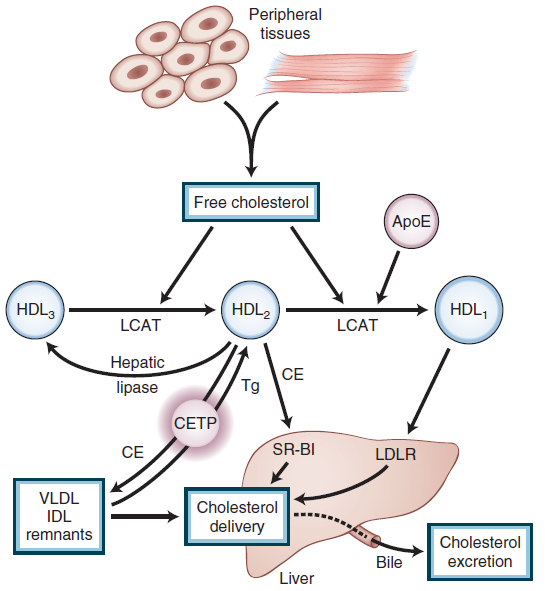 Peripheral
tissues
Free cholesterol
ApoE
HDL₃
LCAT
HDL₂
LCAT
HDL₁
Hepatic
lipase
Tg
CE
CETP
CE
SR-BI
LDLR
VLDL
IDL
remnants
Cholesterol
delivery
Bile
Cholesterol
excretion
Liver